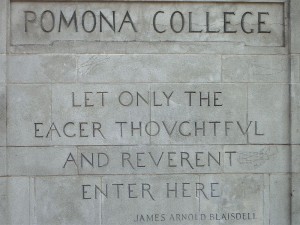 POMONA COLLEGE
LET ONLY THE
EAGER THOVGHTFVL
AND REVERENT
ENTER HERE
JAMES ARNOLD BLAISDELL